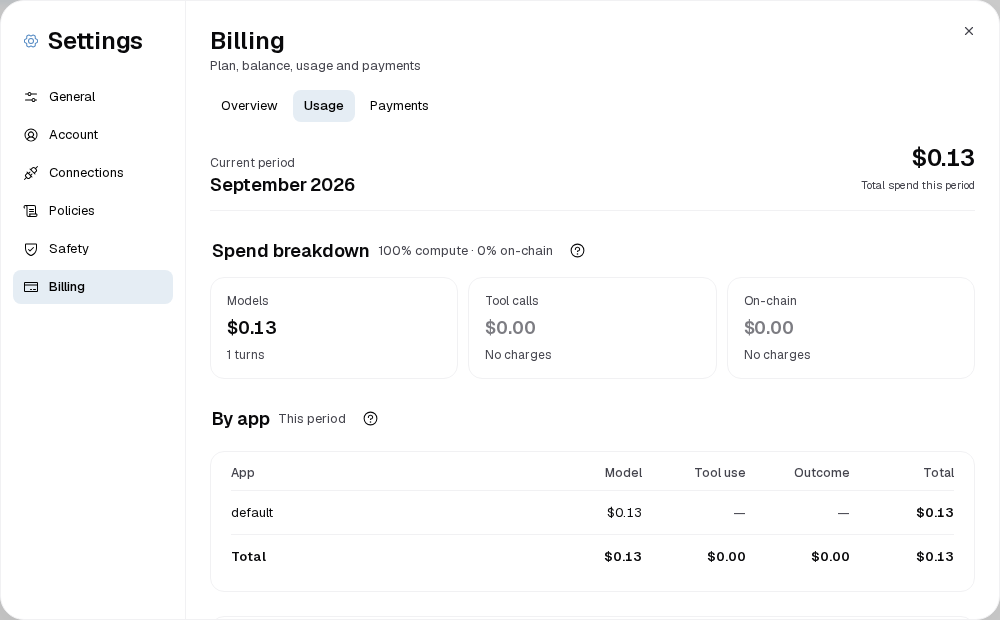 Settings
General
Account
Connections
Policies
Safety
Billing
Billing
Plan, balance, usage and payments
Overview Usage Payments
Current period
September 2026
$0.13
Total spend this period
Spend breakdown 100% compute · 0% on-chain
Models
$0.13
1 turns
Tool calls
$0.00
No charges
On-chain
$0.00
No charges
By app This period
App Model Tool use Outcome Total
default $0.13 — — $0.13
Total $0.13 $0.00 $0.00 $0.13